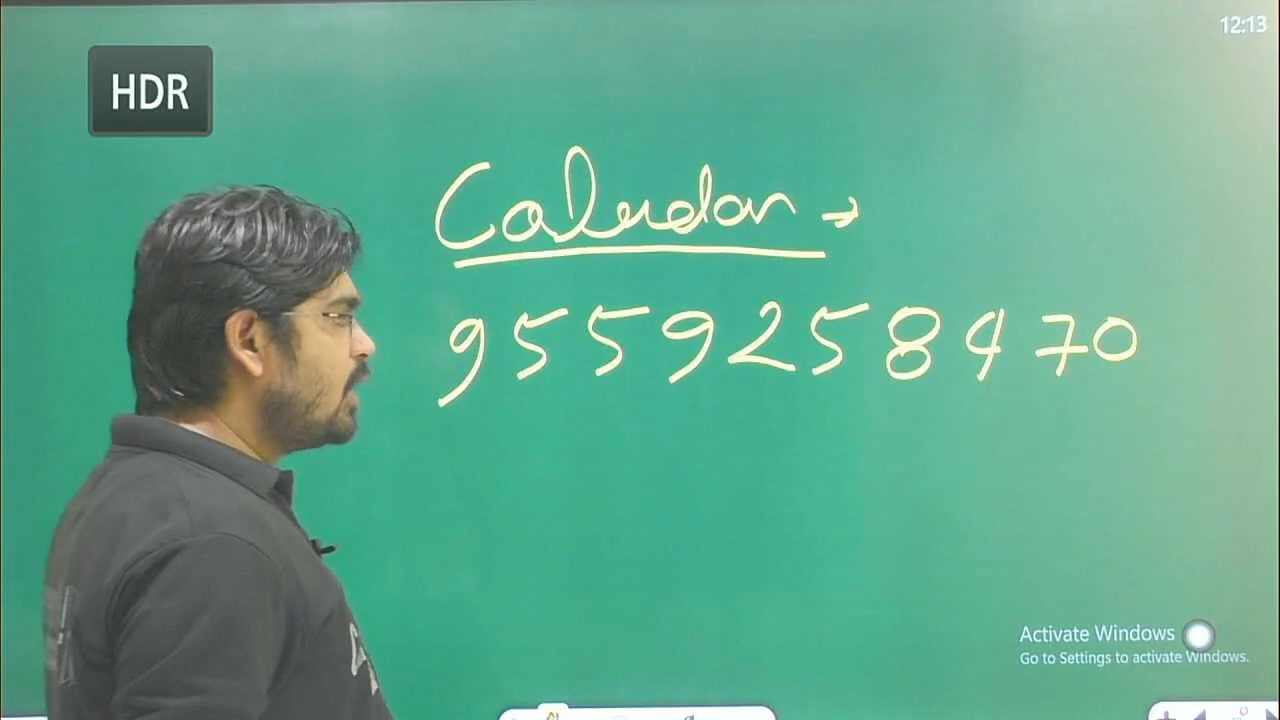 12:13
HDR
Calendar →
9559258470
Activate Windows
Go to Settings to activate Windows.